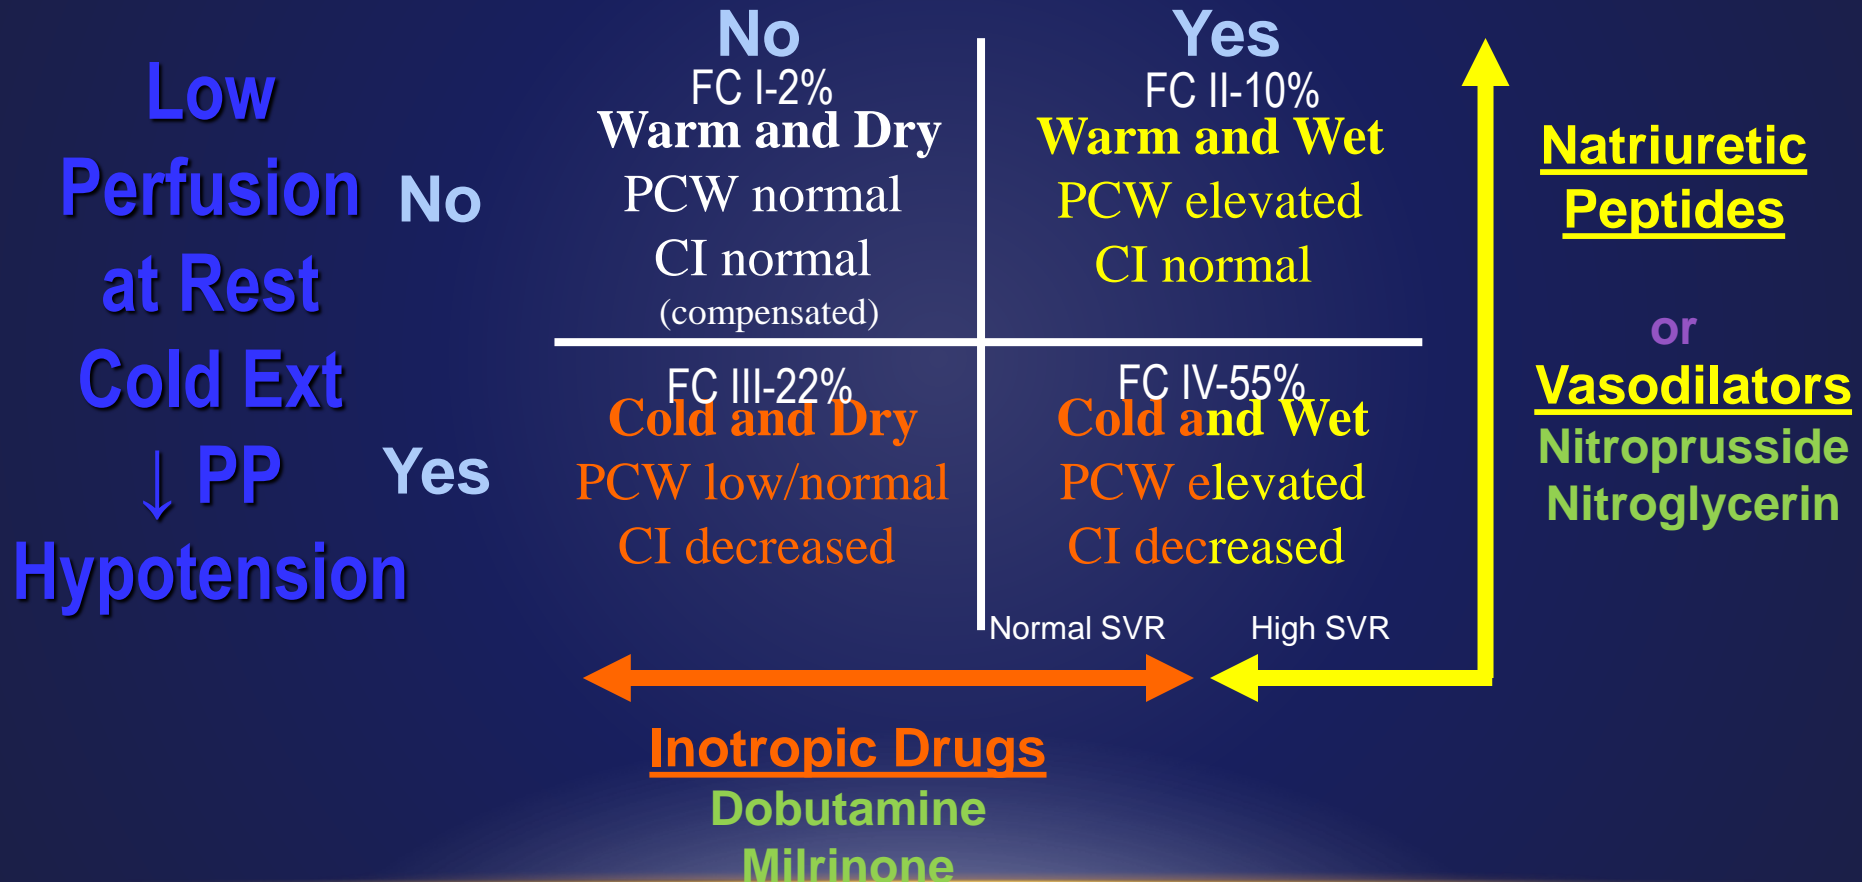 No
Yes
Low
Perfusion
at Rest
Cold Ext
↓ PP
Hypotension
No
Yes
FC I-2%
Warm and Dry
PCW normal
CI normal
(compensated)
FC II-10%
Warm and Wet
PCW elevated
CI normal
FC III-22%
Cold and Dry
PCW low/normal
CI decreased
FC IV-55%
Cold and Wet
PCW elevated
CI decreased
Normal SVR
High SVR
Natriuretic
Peptides
or
Vasodilators
Nitroprusside
Nitroglycerin
Inotropic Drugs
Dobutamine
Milrinone